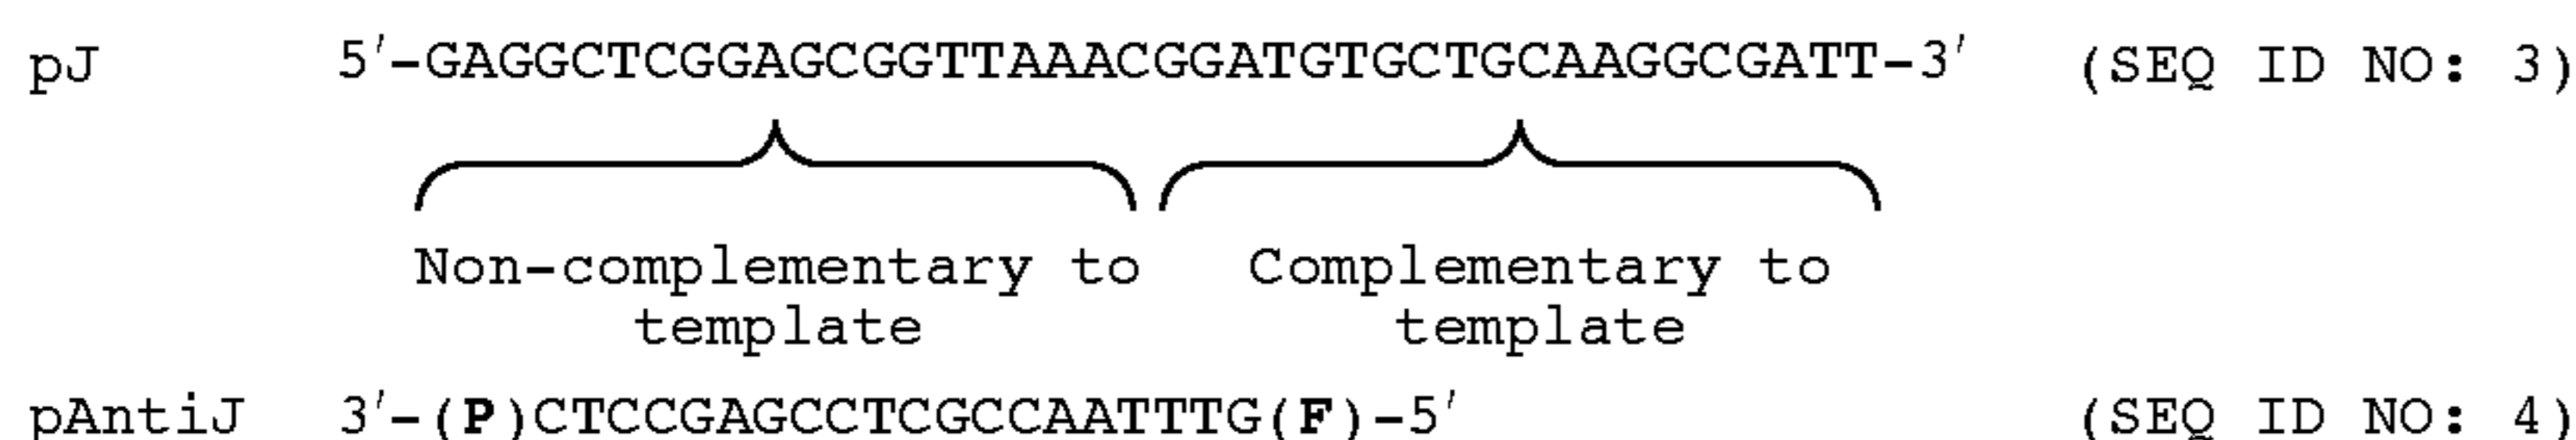 pJ 5′-GAGGCTCGGAGCGGTTAAACGGATGTGCTGCAAGGCGATT-3′ (SEQ ID NO: 3)
Non-complementary to Complementary to
template template
pAntiJ 3′-(P)CTCCGAGCCTCGCCAATTTG(F)-5′ (SEQ ID NO: 4)